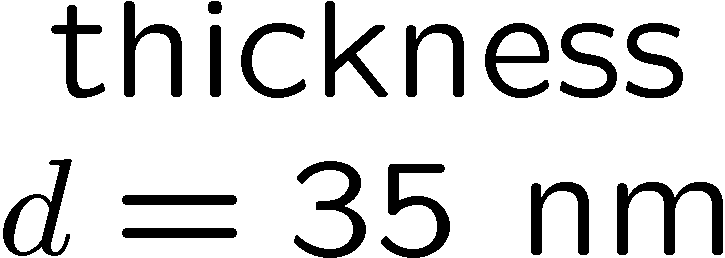 thickness
d = 35 nm